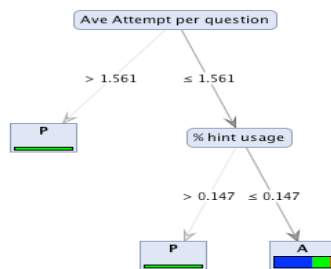 Ave Attempt per question
> 1.561
≤ 1.561
P
% hint usage
> 0.147
≤ 0.147
P
A